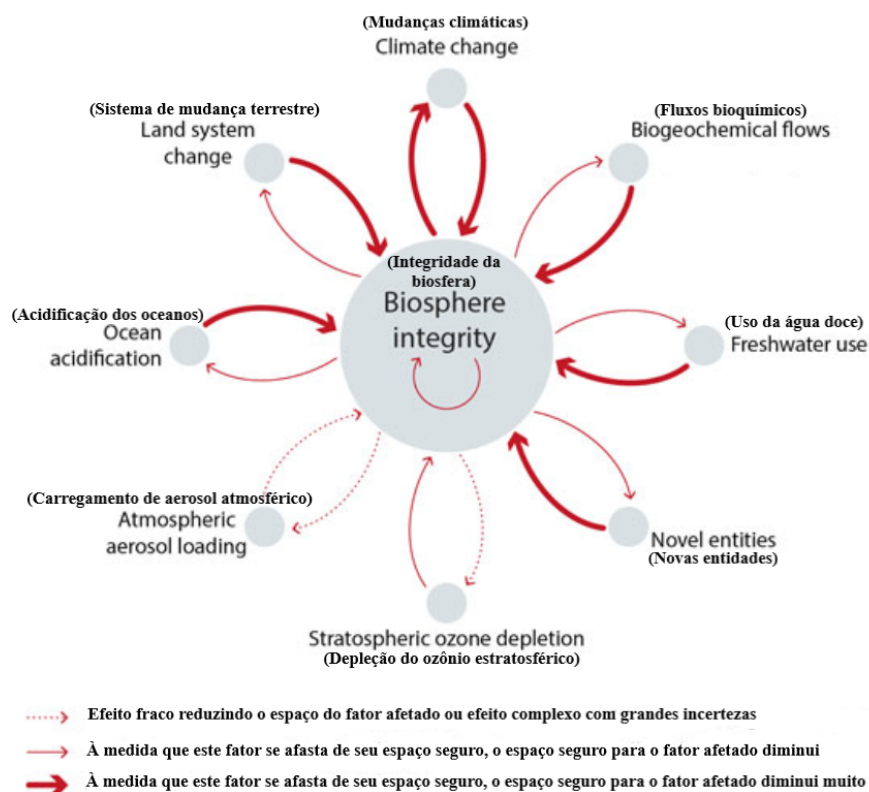 (Mudanças climáticas)
Climate change
(Sistema de mudança terrestre)
Land system
change
(Fluxos bioquímicos)
Biogeochemical flows
(Integridade da
biosfera)
Biosphere
integrity
(Acidificação dos oceanos)
Ocean
acidification
(Uso da água doce)
Freshwater use
(Carregamento de aerosol atmosférico)
Atmospheric
aerosol loading
Novel entities
(Novas entidades)
Stratospheric ozone depletion
(Depleção do ozônio estratosférico)
Efeito fraco reduzindo o espaço do fator afetado ou efeito complexo com grandes incertezas
À medida que este fator se afasta de seu espaço seguro, o espaço seguro para o fator afetado diminui
À medida que este fator se afasta de seu espaço seguro, o espaço seguro para o fator afetado diminui muito